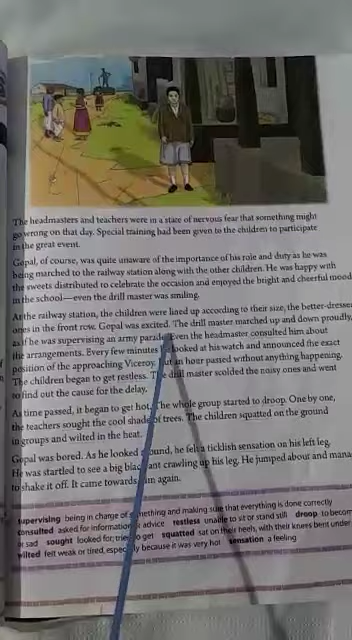 The headmasters and teachers were in a state of nervous fear that something might
go wrong on that day. Special training had been given to the children to participate
in the great event.
Gopal, of course, was quite unaware of the importance of his role and duty as he
was being marched to the railway station along with the other children. He was happy with
the sweets distributed to celebrate the occasion and enjoyed the bright and cheerful mood
in the school—even the drill master was smiling.
At the railway station, the children were lined up according to their size, the better-dressed
ones in the front row. Gopal was excited. The drill master marched up and down proudly,
as if he was supervising an army parade. Even the headmaster consulted him about
the arrangements. Every few minutes he looked at his watch and announced the exact
position of the approaching Viceroy. But an hour passed without anything happening.
The children began to get restless. The drill master scolded the noisy ones and went
to find out the cause for the delay.
As time passed, it began to get hot. The whole group started to droop. One by one,
the teachers sought the cool shade of trees. The children squatted on the ground
in groups and wilted in the heat.
Gopal was bored. As he looked around, he felt a ticklish sensation on his left leg.
He was startled to see a big black ant crawling up his leg. He jumped about and
to shake it off. It came towards him again.
supervising being in charge of something and making sure that everything is done correctly
consulted asked for information or advice restless unable to sit or stand still droop to become
or sad sought looked for; tried to get squatted sat on their heels, with their knees bent under
wilted felt weak or tired, especially because it was very hot sensation a feeling